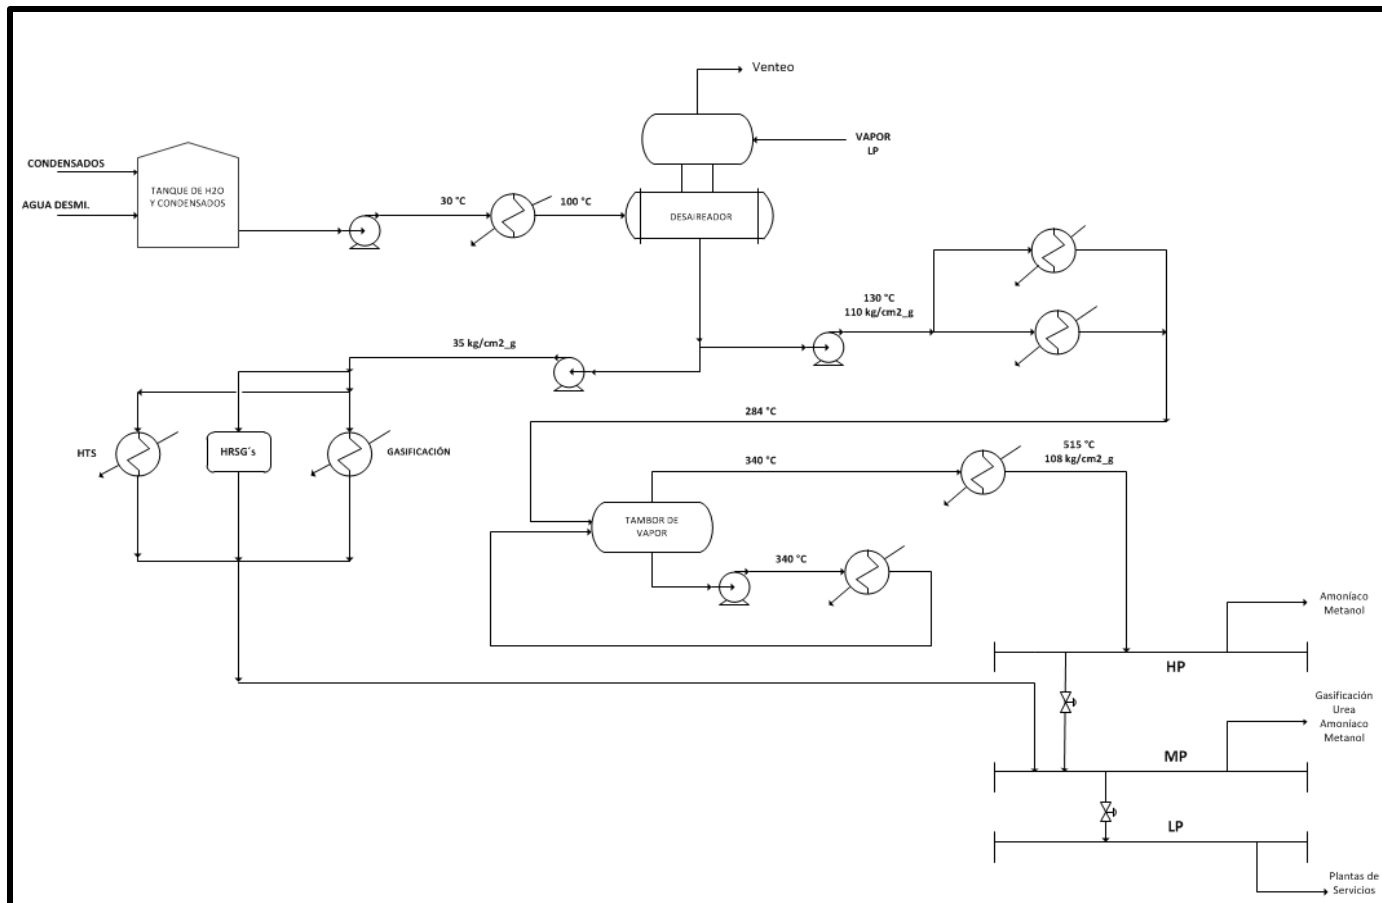 Venteo
VAPOR
LP
CONDENSADOS
TANQUE DE H2O
Y CONDENSADOS
AGUA DESMI.
30 °C
100 °C
DESAIREADOR
130 °C
110 kg/cm2_g
35 kg/cm2_g
284 °C
HTS
HRSG´s
GASIFICACIÓN
340 °C
515 °C
108 kg/cm2_g
TAMBOR DE
VAPOR
340 °C
Amoníaco
Metanol
HP
Gasificación
Urea
Amoníaco
Metanol
MP
LP
Plantas de
Servicios